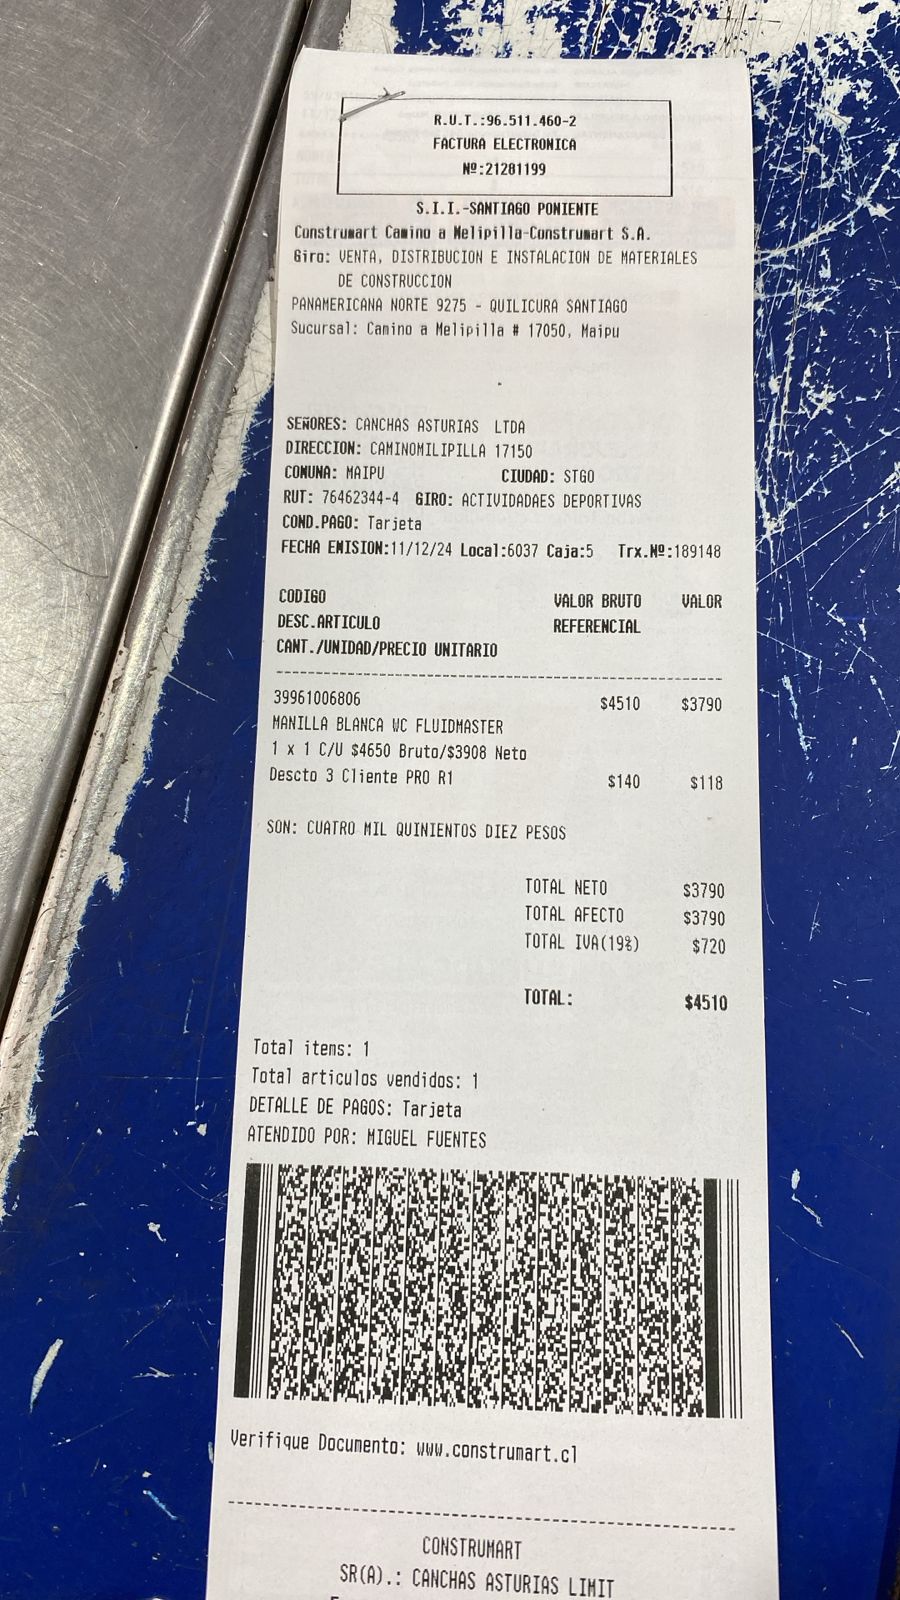 R.U.T.:96.511.460-2
FACTURA ELECTRONICA
Nº:21281199
S.I.I.-SANTIAGO PONIENTE
Construmart Camino a Melipilla-Construmart S.A.
Giro: VENTA, DISTRIBUCION E INSTALACION DE MATERIALES
DE CONSTRUCCION
PANAMERICANA NORTE 9275 - QUILICURA SANTIAGO
Sucursal: Camino a Melipilla # 17050, Maipu
SEÑORES: CANCHAS ASTURIAS LTDA
DIRECCION: CAMINOMILIPILLA 17150
COMUNA: MAIPU CIUDAD: STGO
RUT: 76462344-4 GIRO: ACTIVIDADAES DEPORTIVAS
COND.PAGO: Tarjeta
FECHA EMISION:11/12/24 Local:6037 Caja:5 Trx.Nº:189148
CODIGO VALOR BRUTO VALOR
DESC.ARTICULO REFERENCIAL
CANT./UNIDAD/PRECIO UNITARIO
39961006806 $4510 $3790
MANILLA BLANCA WC FLUIDMASTER
1 x 1 C/U $4650 Bruto/$3908 Neto
Descto 3 Cliente PRO R1 $140 $118
SON: CUATRO MIL QUINIENTOS DIEZ PESOS
TOTAL NETO $3790
TOTAL AFECTO $3790
TOTAL IVA(19%) $720
TOTAL: $4510
Total items: 1
Total articulos vendidos: 1
DETALLE DE PAGOS: Tarjeta
ATENDIDO POR: MIGUEL FUENTES
Verifique Documento: www.construmart.cl
CONSTRUMART
SR(A).: CANCHAS ASTURIAS LIMIT